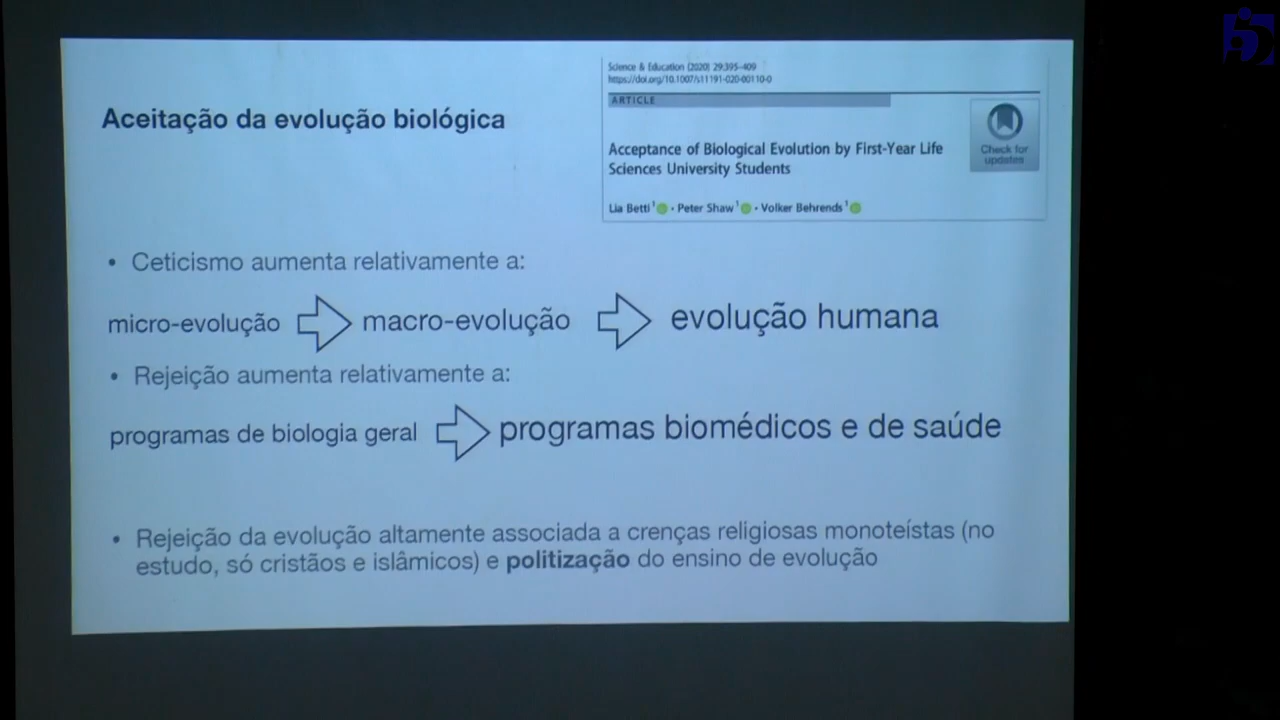 Science & Education (2020) 29:395–409
https://doi.org/10.1007/s11191-020-00110-0
ARTICLE
Check for
updates
Acceptance of Biological Evolution by First-Year Life
Sciences University Students
Lia Betti¹ · Peter Shaw¹ · Volker Behrends¹
Aceitação da evolução biológica
• Ceticismo aumenta relativamente a:
micro-evolução macro-evolução evolução humana
• Rejeição aumenta relativamente a:
programas de biologia geral programas biomédicos e de saúde
• Rejeição da evolução altamente associada a crenças religiosas monoteístas (no
estudo, só cristãos e islâmicos) e politização do ensino de evolução